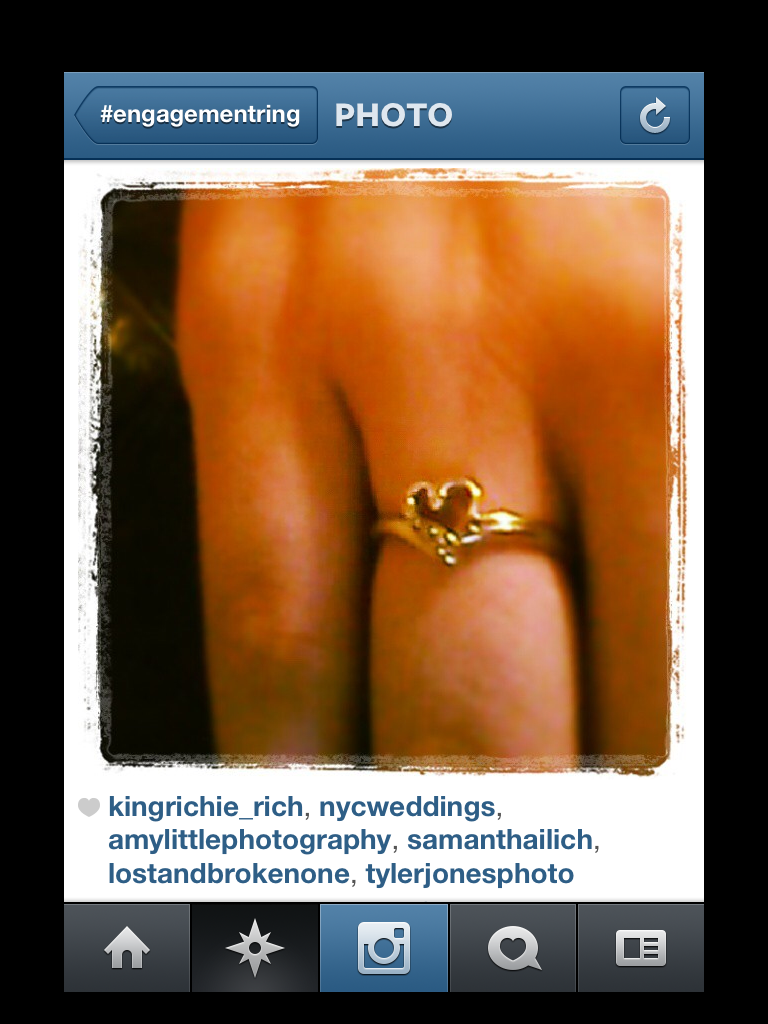 #engagementring PHOTO
kingrichie_rich, nycweddings,
amylittlephotography, samanthailich,
lostandbrokenone, tylerjonesphoto